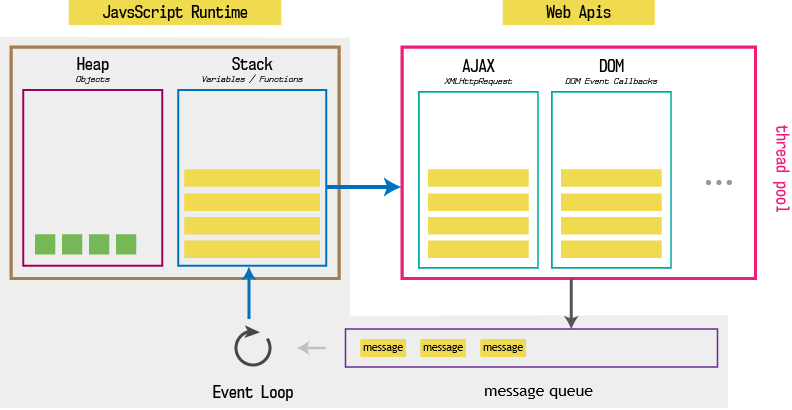 JavsScript Runtime
Web Apis
Heap
Objects
Stack
Variables / Functions
AJAX
XMLHttpRequest
DOM
DOM Event Callbacks
thread pool
message message message
Event Loop
message queue